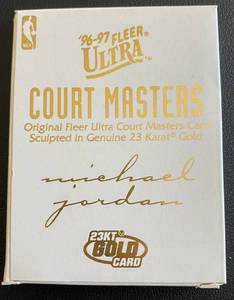 '96-97 FLEER®
ULTRA™
COURT MASTERS
Original Fleer Ultra Court Masters Card
Sculpted in Genuine 23 Karat® Gold
michael
jordan
23KT®
GOLD
CARD